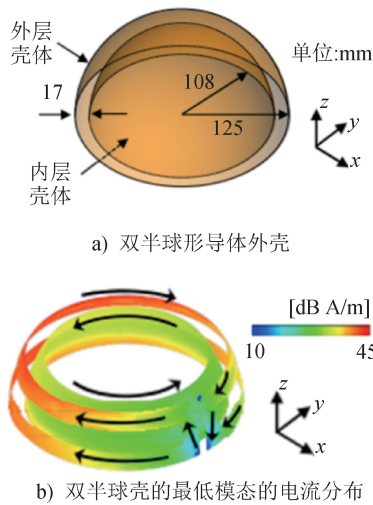 外层
壳体
单位:mm
17
108
125
z
y
x
内层
壳体
a) 双半球形导体外壳
[dB A/m]
10
45
z
y
x
b) 双半球壳的最低模态的电流分布